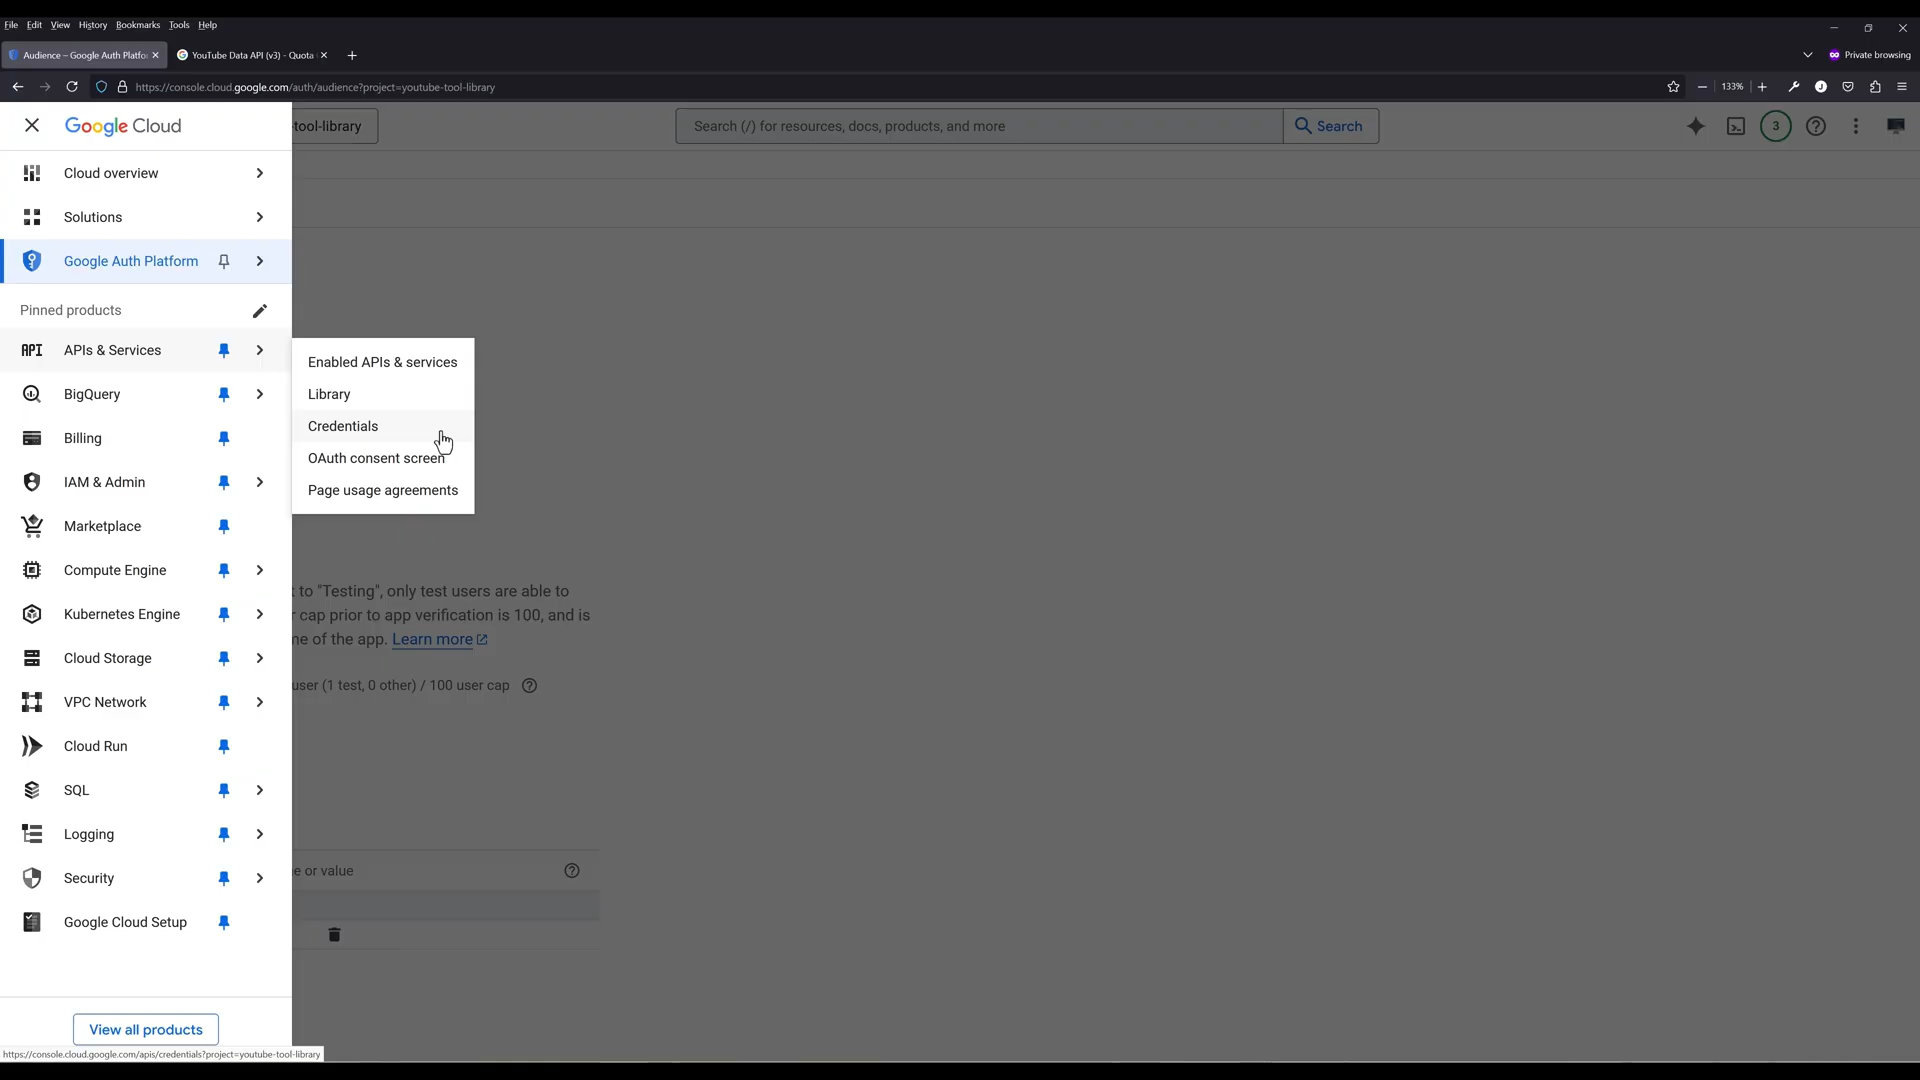 File Edit View History Bookmarks Tools Help
Audience – Google Auth Platfo
YouTube Data API (v3) - Quota
Private browsing
https://console.cloud.google.com/auth/audience?project=youtube-tool-library
133%
Google Cloud
-tool-library
Search (/) for resources, docs, products, and more
Search
3
Cloud overview
Solutions
Google Auth Platform
Pinned products
API APIs & Services
BigQuery
Billing
IAM & Admin
Marketplace
Compute Engine
Kubernetes Engine
Cloud Storage
VPC Network
Cloud Run
SQL
Logging
Security
Google Cloud Setup
View all products
Enabled APIs & services
Library
Credentials
OAuth consent screen
Page usage agreements
t to "Testing", only test users are able to
r cap prior to app verification is 100, and is
me of the app. Learn more
user (1 test, 0 other) / 100 user cap
e or value
https://console.cloud.google.com/apis/credentials?project=youtube-tool-library